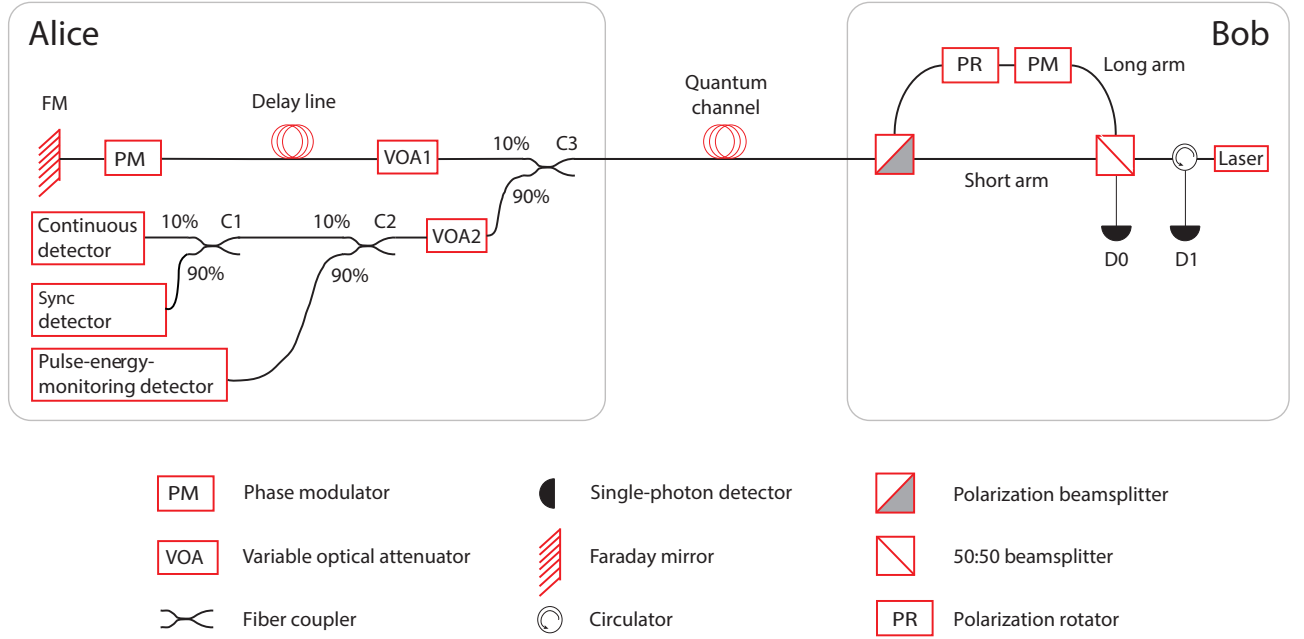 Alice
Bob
FM
Delay line
Quantum
channel
PR
PM
Long arm
PM
VOA1
10%
C3
90%
Short arm
Laser
Continuous
detector
10%
C1
90%
10%
C2
90%
VOA2
D0
D1
Sync
detector
Pulse-energy-
monitoring detector
PM
Phase modulator
Single-photon detector
Polarization beamsplitter
VOA
Variable optical attenuator
Faraday mirror
50:50 beamsplitter
Fiber coupler
Circulator
PR
Polarization rotator